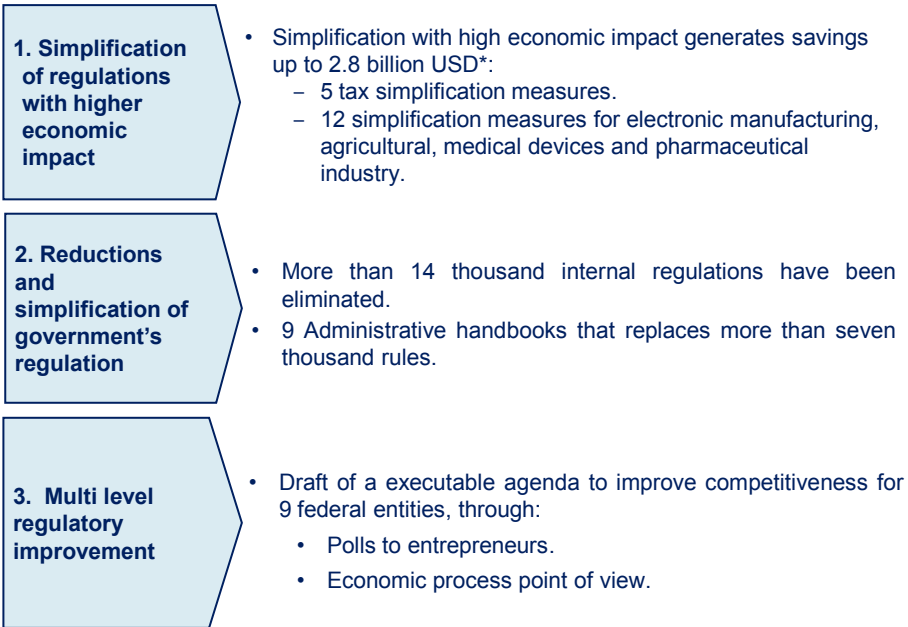 1. Simplification
of regulations
with higher
economic
impact
• Simplification with high economic impact generates savings
up to 2.8 billion USD*:
– 5 tax simplification measures.
– 12 simplification measures for electronic manufacturing,
agricultural, medical devices and pharmaceutical
industry.
2. Reductions
and
simplification of
government’s
regulation
• More than 14 thousand internal regulations have been
eliminated.
• 9 Administrative handbooks that replaces more than seven
thousand rules.
3. Multi level
regulatory
improvement
• Draft of a executable agenda to improve competitiveness for
9 federal entities, through:
• Polls to entrepreneurs.
• Economic process point of view.